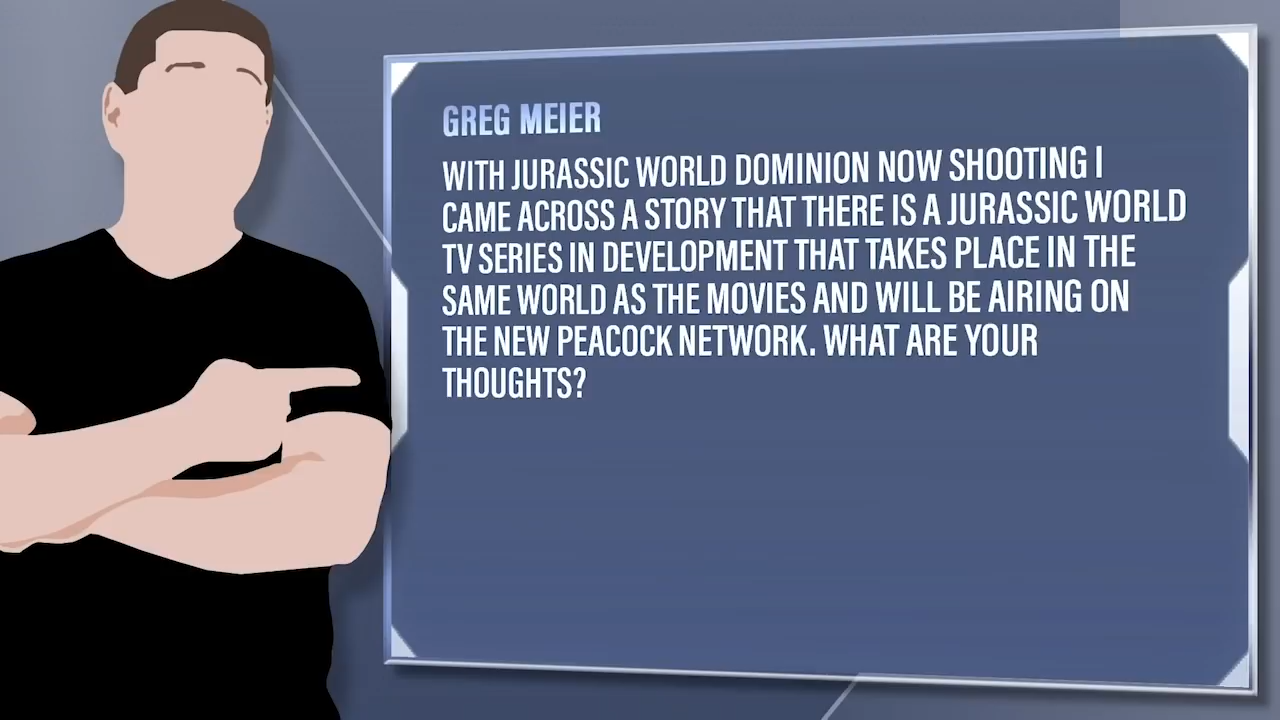 GREG MEIER
WITH JURASSIC WORLD DOMINION NOW SHOOTING I
CAME ACROSS A STORY THAT THERE IS A JURASSIC WORLD
TV SERIES IN DEVELOPMENT THAT TAKES PLACE IN THE
SAME WORLD AS THE MOVIES AND WILL BE AIRING ON
THE NEW PEACOCK NETWORK. WHAT ARE YOUR
THOUGHTS?